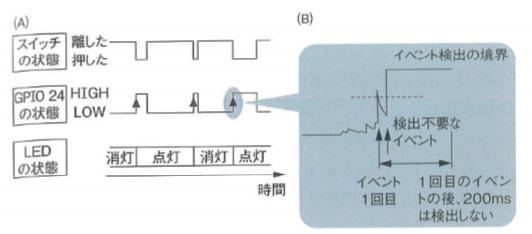 (A)
スイッチ
の状態
離した
押した
GPIO 24
の状態
HIGH
LOW
LED
の状態
消灯
点灯
消灯
点灯
時間
(B)
イベント検出の境界
検出不要な
イベント
イベント
1回目
1回目のイベン
トの後、200ms
は検出しない